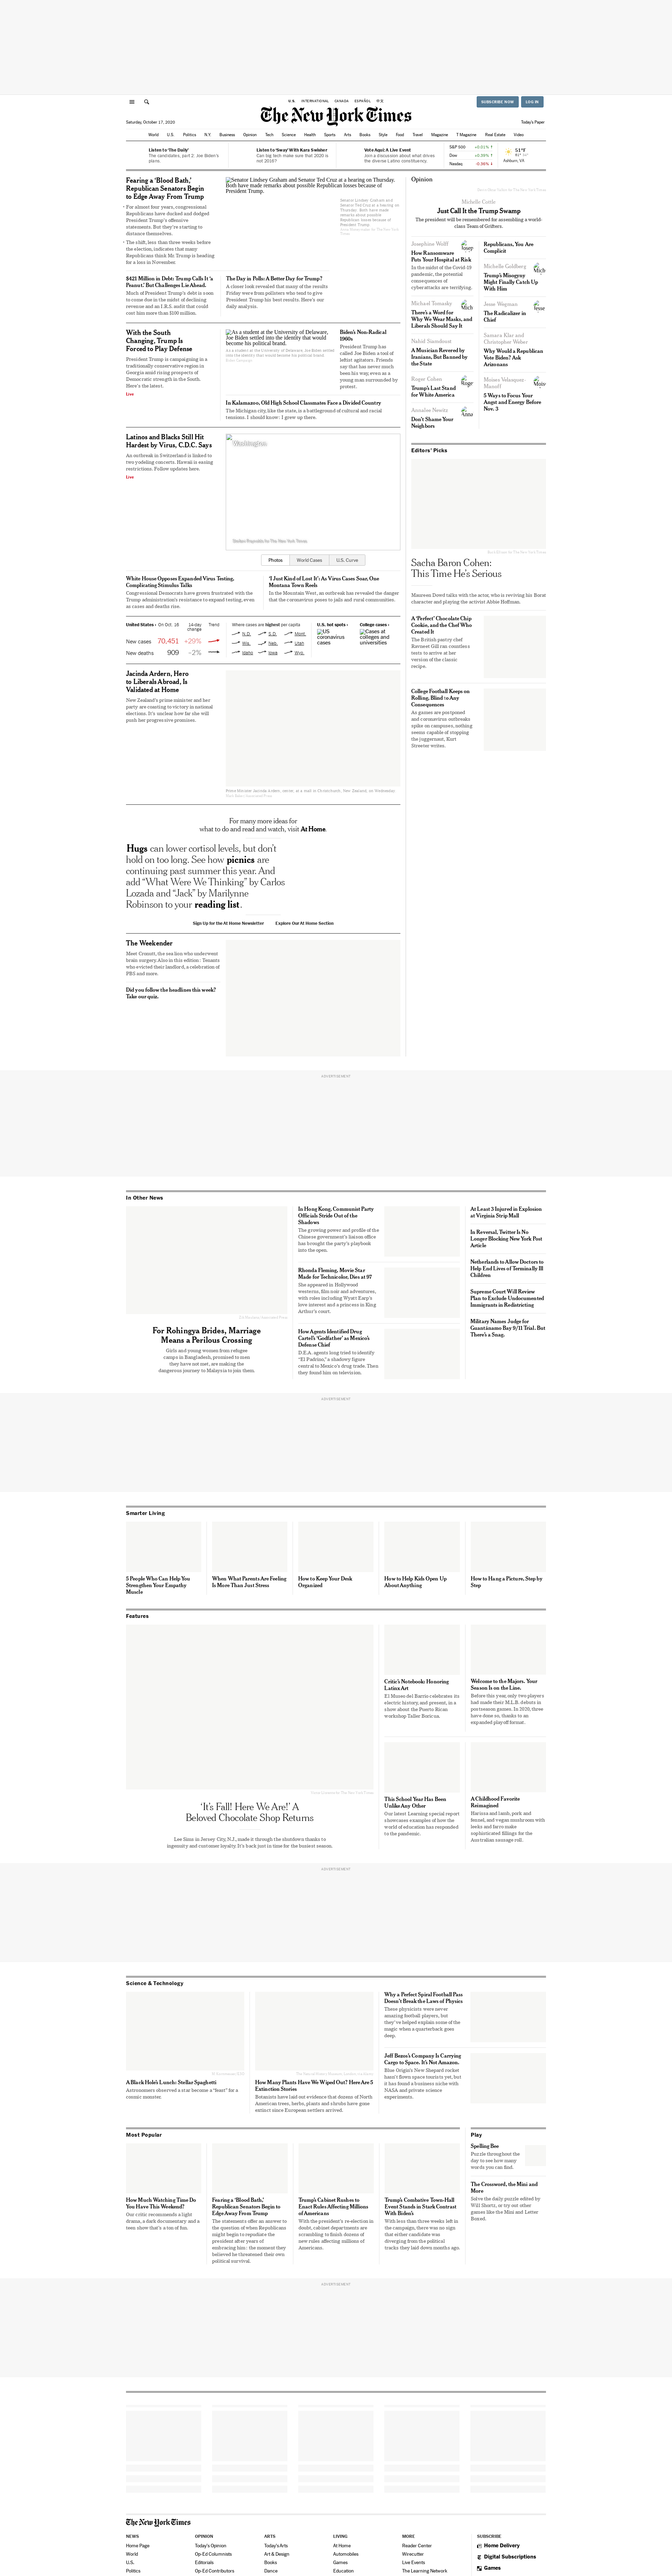 U.S.
INTERNATIONAL
CANADA
ESPAÑOL
中文
SUBSCRIBE NOW
LOG IN
The New York Times
Saturday, October 17, 2020
Today's Paper
World
U.S.
Politics
N.Y.
Business
Opinion
Tech
Science
Health
Sports
Arts
Books
Style
Food
Travel
Magazine
T Magazine
Real Estate
Video
Listen to 'The Daily'
The candidates, part 2: Joe Biden's plans.
Listen to 'Sway' With Kara Swisher
Can big tech make sure that 2020 is not 2016?
Vote Aquí: A Live Event
Join a discussion about what drives the diverse Latino constituency.
S&P 500 +0.01% ↑
Dow +0.39% ↑
Nasdaq -0.36% ↓
51°F
Ashburn, VA
Fearing a 'Blood Bath,'
Republican Senators Begin
to Edge Away From Trump
For almost four years, congressional
Republicans have ducked and dodged
President Trump's offensive
statements. But they're starting to
distance themselves.
The shift, less than three weeks before
the election, indicates that many
Republicans think Mr. Trump is heading
for a loss in November.
Senator Lindsey Graham and Senator Ted Cruz at a hearing on Thursday. Both have made remarks about possible Republican losses because of President Trump.
Senator Lindsey Graham and
Senator Ted Cruz at a hearing on
Thursday. Both have made
remarks about possible
Republican losses because of
President Trump.
$421 Million in Debt: Trump Calls It 'a
Peanut,' But Challenges Lie Ahead.
Much of President Trump's debt is soon
to come due in the midst of declining
revenue and an I.R.S. audit that could
cost him more than $100 million.
The Day in Polls: A Better Day for Trump?
A closer look revealed that many of the results
Friday were from pollsters who tend to give
President Trump his best results. Here's our
daily analysis.
With the South
Changing, Trump Is
Forced to Play Defense
President Trump is campaigning in a
traditionally conservative region in
Georgia amid growing prospects of
Democratic strength in the South.
Here's the latest.
Live
As a student at the University of Delaware, Joe Biden settled into the identity that would become his political brand.
As a student at the University of Delaware, Joe Biden settled
into the identity that would become his political brand.
Biden's Non-Radical
1960s
President Trump has
called Joe Biden a tool of
leftist agitators. Friends
say that he was never
much into lowering his
way, even as a
young man surrounded by
protest.
In Kalamazoo, Old High School Classmates Face a Divided Country
The Michigan city, like the state, is a battleground of cultural and racial
tensions. I should know: I grew up there.
Latinos and Blacks Still Hit
Hardest by Virus, C.D.C. Says
An outbreak in Switzerland is linked to
two yodeling concerts. Hawaii is easing
restrictions. Follow updates here.
Live
Washington.
Stefani Reynolds for The New York Times
Photos
World Cases
U.S. Curve
White House Opposes Expanded Virus Testing,
Complicating Stimulus Talks
Congressional Democrats have grown frustrated with the
Trump administration's resistance to expanded testing, even
as cases and deaths rise.
'I Just Kind of Lost It': As Virus Cases Soar, One
Montana Town Reels
In the Mountain West, an outbreak has revealed the danger
that the coronavirus poses to jails and rural communities.
United States ›
On Oct. 16
14-day
change
Trend
New cases 70,451 +29%
New deaths 909 –2%
Where cases are highest per capita
N.D.
S.D.
Mont.
Wis.
Neb.
Utah
Idaho
Iowa
Wyo.
U.S. hot spots ›
US coronavirus cases
College cases ›
Cases at colleges and universities
Jacinda Ardern, Hero
to Liberals Abroad, Is
Validated at Home
New Zealand's prime minister and her
party are coasting to victory in national
elections. It's unclear how far she will
push her progressive promises.
Prime Minister Jacinda Ardern, center, at a mall in Christchurch, New Zealand, on Wednesday.
For many more ideas for
what to do and read and watch, visit At Home.
Hugs can lower cortisol levels, but don't
hold on too long. See how picnics are
continuing past summer this year. And
add "What Were We Thinking" by Carlos
Lozada and "Jack" by Marilynne
Robinson to your reading list.
Sign Up for the At Home Newsletter
Explore Our At Home Section
The Weekender
Meet Cronutt, the sea lion who underwent
brain surgery. Also in this edition: Tenants
who evicted their landlord, a celebration of
PBS and more.
Did you follow the headlines this week?
Take our quiz.
Opinion
Michelle Cottle
Just Call It the Trump Swamp
The president will be remembered for assembling a world-
class Team of Grifters.
Josephine Wolff
How Ransomware
Puts Your Hospital at Risk
In the midst of the Covid-19
pandemic, the potential
consequences of
cyberattacks are terrifying.
Michael Tomasky
There's a Word for
Why We Wear Masks, and
Liberals Should Say It
Nahid Siamdoust
A Musician Revered by
Iranians, But Banned by
the State
Roger Cohen
Trump's Last Stand
for White America
Annalee Newitz
Don't Shame Your
Neighbors
Republicans, You Are
Complicit
Michelle Goldberg
Trump's Misogyny
Might Finally Catch Up
With Him
Jesse Wegman
The Radicalizer in
Chief
Samara Klar and
Christopher Weber
Why Would a Republican
Vote Biden? Ask
Arizonans
Moises Velasquez-
Manoff
5 Ways to Focus Your
Angst and Energy Before
Nov. 3
Editors' Picks
Sacha Baron Cohen:
This Time He's Serious
Maureen Dowd talks with the actor, who is reviving his Borat
character and playing the activist Abbie Hoffman.
A 'Perfect' Chocolate Chip
Cookie, and the Chef Who
Created It
The British pastry chef
Ravneet Gill ran countless
tests to arrive at her
version of the classic
recipe.
College Football Keeps on
Rolling, Blind to Any
Consequences
As games are postponed
and coronavirus outbreaks
spike on campuses, nothing
seems capable of stopping
the juggernaut, Kurt
Streeter writes.
ADVERTISEMENT
In Other News
For Rohingya Brides, Marriage
Means a Perilous Crossing
Girls and young women from refugee
camps in Bangladesh, promised to men
they have not met, are making the
dangerous journey to Malaysia to join them.
In Hong Kong, Communist Party
Officials Stride Out of the
Shadows
The growing power and profile of the
Chinese government's liaison office
has brought the party's playbook
into the open.
Rhonda Fleming, Movie Star
Made for Technicolor, Dies at 97
She appeared in Hollywood
westerns, film noir and adventures,
with roles including Wyatt Earp's
love interest and a princess in King
Arthur's court.
How Agents Identified Drug
Cartel's 'Godfather' as Mexico's
Defense Chief
D.E.A. agents long tried to identify
"El Padrino," a shadowy figure
central to Mexico's drug trade. Then
they found him on television.
At Least 3 Injured in Explosion
at Virginia Strip Mall
In Reversal, Twitter Is No
Longer Blocking New York Post
Article
Netherlands to Allow Doctors to
Help End Lives of Terminally Ill
Children
Supreme Court Will Review
Plan to Exclude Undocumented
Immigrants in Redistricting
Military Names Judge for
Guantánamo Bay 9/11 Trial. But
There's a Snag.
ADVERTISEMENT
Smarter Living
5 People Who Can Help You
Strengthen Your Empathy
Muscle
When What Parents Are Feeling
Is More Than Just Stress
How to Keep Your Desk
Organized
How to Help Kids Open Up
About Anything
How to Hang a Picture, Step by
Step
Features
'It's Fall! Here We Are!' A
Beloved Chocolate Shop Returns
Lee Sims in Jersey City, N.J., made it through the shutdown thanks to
ingenuity and customer loyalty. It's back just in time for the busiest season.
Critic's Notebook: Honoring
Latinx Art
El Museo del Barrio celebrates its
electric history, and present, in a
show about the Puerto Rican
workshop Taller Boricua.
Welcome to the Majors. Your
Season Is on the Line.
Before this year, only two players
had made their M.L.B. debuts in
postseason games. In 2020, three
have done so, thanks to an
expanded playoff format.
This School Year Has Been
Unlike Any Other
Our latest Learning special report
showcases examples of how the
world of education has responded
to the pandemic.
A Childhood Favorite
Reimagined
Harissa and lamb, pork and
fennel, and vegan mushroom with
leeks and farro make
sophisticated fillings for the
Australian sausage roll.
ADVERTISEMENT
Science & Technology
A Black Hole's Lunch: Stellar Spaghetti
Astronomers observed a star become a "feast" for a
cosmic monster.
How Many Plants Have We Wiped Out? Here Are 5
Extinction Stories
Botanists have laid out evidence that dozens of North
American trees, herbs, plants and shrubs have gone
extinct since European settlers arrived.
Why a Perfect Spiral Football Pass
Doesn't Break the Laws of Physics
Three physicists were never
amazing football players, but
they've helped explain some of the
magic when a quarterback goes
deep.
Jeff Bezos's Company Is Carrying
Cargo to Space. It's Not Amazon.
Blue Origin's New Shepard rocket
hasn't flown space tourists yet, but
it has found a business niche with
NASA and private science
experiments.
Most Popular
How Much Watching Time Do
You Have This Weekend?
Our critic recommends a light
drama, a dark documentary and a
teen show that's a ton of fun.
Fearing a 'Blood Bath,'
Republican Senators Begin to
Edge Away From Trump
The statements offer an answer to
the question of when Republicans
might begin to repudiate the
president after years of
embracing him: the moment they
believed he threatened their own
political survival.
Trump's Cabinet Rushes to
Enact Rules Affecting Millions
of Americans
With the president's re-election in
doubt, cabinet departments are
scrambling to finish dozens of
new rules affecting millions of
Americans.
Trump's Combative Town-Hall
Event Stands in Stark Contrast
With Biden's
With less than three weeks left in
the campaign, there was no sign
that either candidate was
diverging from the political
tracks they laid down months ago.
Play
Spelling Bee
Puzzle throughout the
day to see how many
words you can find.
The Crossword, the Mini and
More
Solve the daily puzzle edited by
Will Shortz, or try out other
games like the Mini and Letter
Boxed.
ADVERTISEMENT
The New York Times
NEWS
Home Page
World
U.S.
Politics
OPINION
Today's Opinion
Op-Ed Columnists
Editorials
Op-Ed Contributors
ARTS
Today's Arts
Art & Design
Books
Dance
LIVING
At Home
Automobiles
Games
Education
MORE
Reader Center
Wirecutter
Live Events
The Learning Network
SUBSCRIBE
Home Delivery
Digital Subscriptions
Games